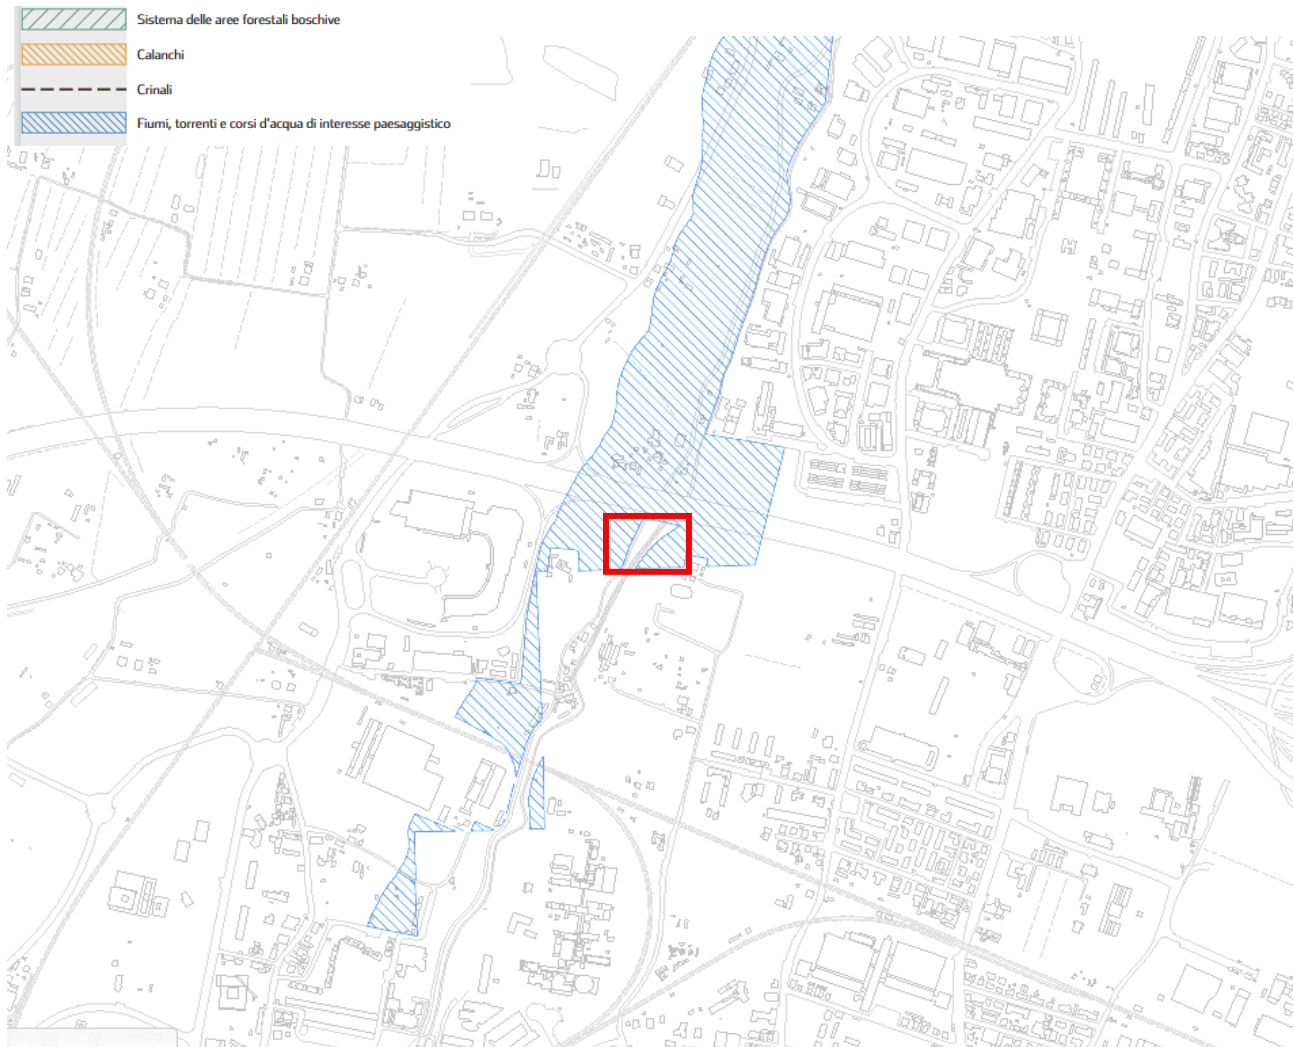 Sistema delle aree forestali boschive
Calanchi
Crinali
Fiumi, torrenti e corsi d'acqua di interesse paesaggistico